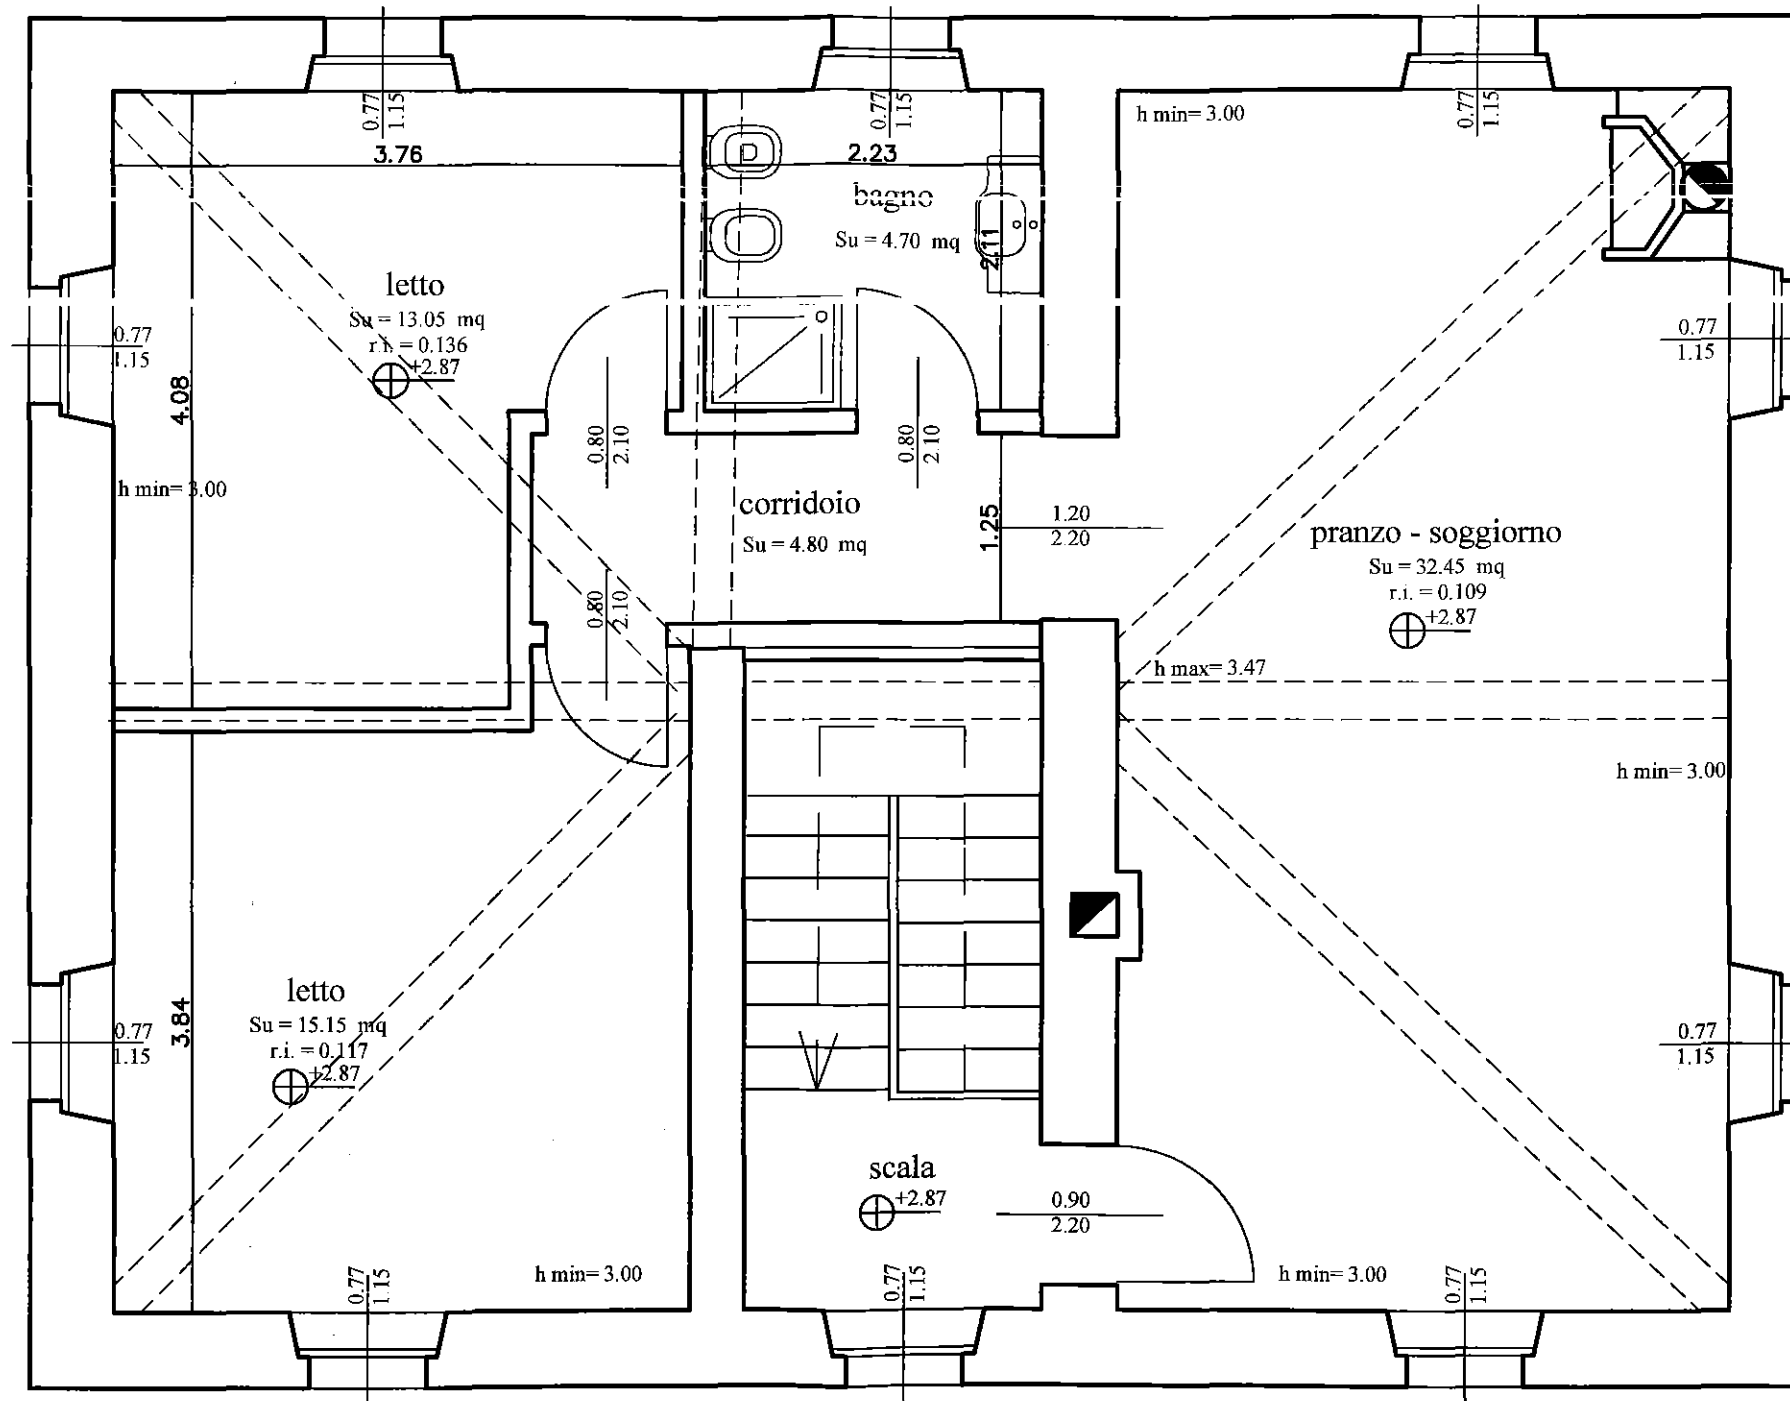 0.77
1.15
0.77
1.15
0.77
1.15
h min= 3.00
3.76
2.23
D
bagno
Su = 4.70 mq
2.11
letto
Su = 13.05 mq
r.i. = 0.136
+2.87
0.77
1.15
0.77
1.15
4.08
h min= 3.00
0.80
2.10
0.80
2.10
corridoio
Su = 4.80 mq
1.25
1.20
2.20
pranzo - soggiorno
Su = 32.45 mq
r.i. = 0.109
+2.87
0.80
2.10
h max= 3.47
h min= 3.00
letto
Su = 15.15 mq
r.i. = 0.117
+2.87
3.84
0.77
1.15
0.77
1.15
scala
+2.87
0.90
2.20
h min= 3.00
h min= 3.00
0.77
1.15
0.77
1.15
0.77
1.15